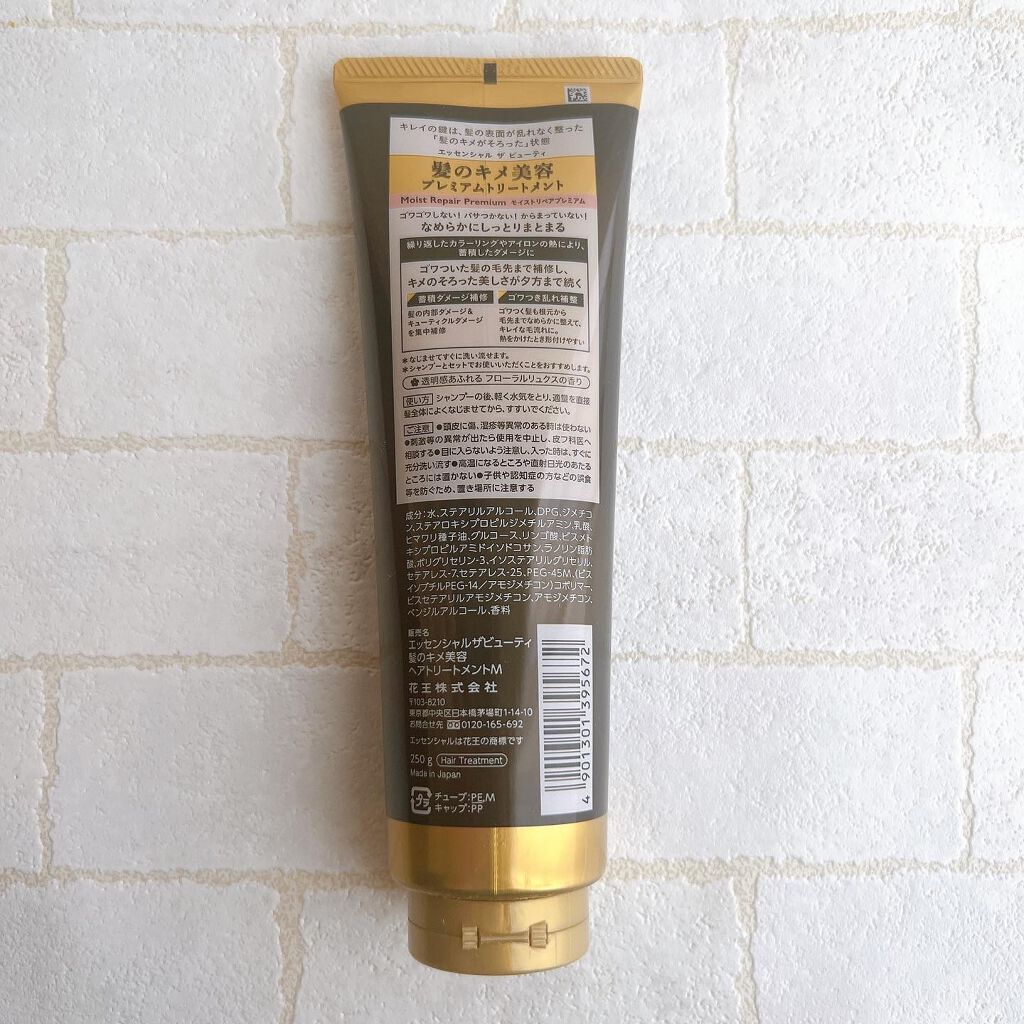 キレイの鍵は、髪の表面が乱れなく整った
「髪のキメがそろった」状態
エッセンシャル ザ ビューティ
髪のキメ美容
プレミアムトリートメント
Moist Repair Premium モイストリペアプレミアム
ゴワゴワしない！パサつかない！からまっていない！
なめらかにしっとりまとまる
繰り返したカラーリングやアイロンの熱により、
蓄積したダメージに
ゴワついた髪の毛先まで補修し、
キメのそろった美しさが夕方まで続く
蓄積ダメージ補修
髪の内部ダメージ&
キューティクルダメージ
を集中補修
ゴワつき乱れ補整
ゴワつく髪も根元から
毛先までなめらかに整えて、
キレイな毛流れに。
熱をかけたとき形付けやすい
*なじませてすぐに洗い流せます。
*シャンプーとセットでお使いいただくことをおすすめします。
透明感あふれる フローラルリュクスの香り
使い方 シャンプーの後、軽く水気をとり、適量を直接
髪全体によくなじませてから、すすいでください。
ご注意 ●頭皮に傷、湿疹等異常のある時は使わない
●刺激等の異常が出たら使用を中止し、皮フ科医へ
相談する●目に入らないよう注意し、入った時は、すぐに
充分洗い流す●高温になるところや直射日光のあたる
ところには置かない●子供や認知症の方などの誤食
等を防ぐため、置き場所に注意する
成分：水、ステアリルアルコール、DPG、ジメチコ
ン、ステアロキシプロピルジメチルアミン、乳酸、
ヒマワリ種子油、グルコース、リンゴ酸、ビスメト
キシプロピルアミドイソドコサン、ラノリン脂肪
酸、ポリグリセリン-3、イソステアリルグリセリル、
セテアレス-7、セテアレス-25、PEG-45M、(ビス
イソブチルPEG-14／アモジメチコン)コポリマー、
ビスセテアリルアモジメチコン、アモジメチコン、
ベンジルアルコール、香料
販売名
エッセンシャルザビューティ
髪のキメ美容
ヘアトリートメントM
花王株式会社
〒103-8210
東京都中央区日本橋茅場町1-14-10
お問合せ先 0120-165-692
エッセンシャルは花王の商標です
250 g Hair Treatment
Made in Japan
プラ チューブ:PE,M
キャップ:PP
4 901301 395672